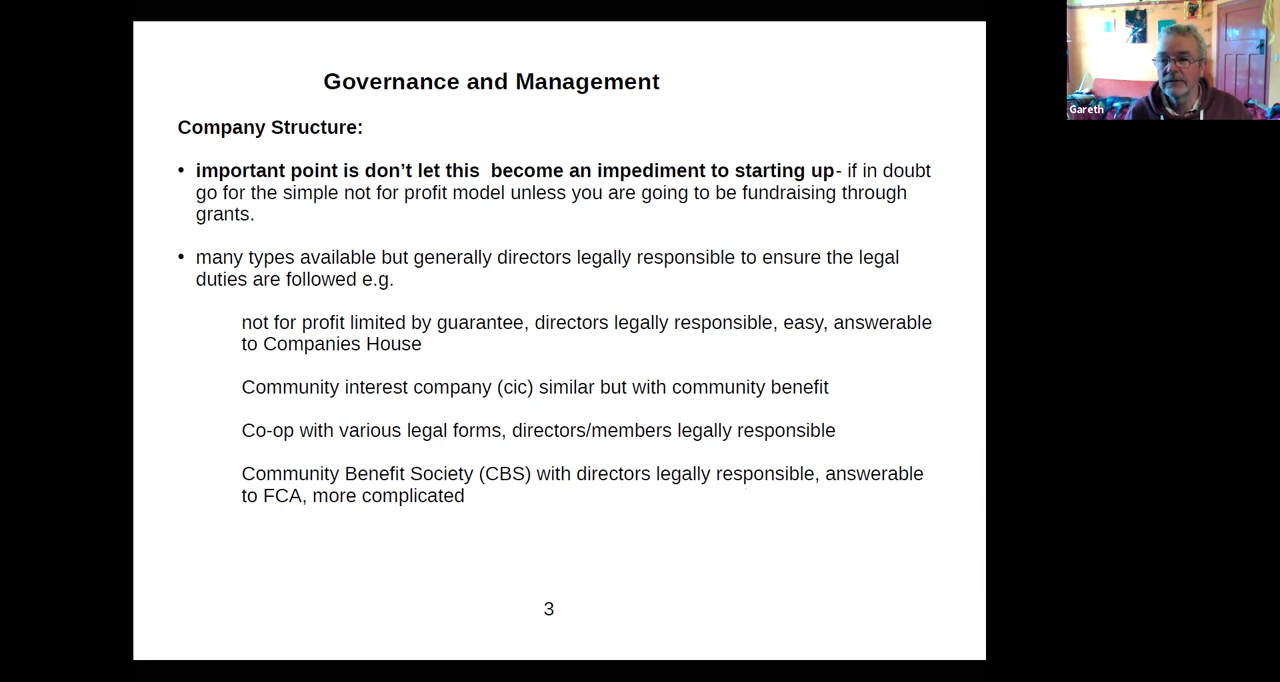 Governance and Management
Company Structure:
• important point is don’t let this  become an impediment to starting up- if in doubt
go for the simple not for profit model unless you are going to be fundraising through
grants.
• many types available but generally directors legally responsible to ensure the legal
duties are followed e.g.
not for profit limited by guarantee, directors legally responsible, easy, answerable
to Companies House
Community interest company (cic) similar but with community benefit
Co-op with various legal forms, directors/members legally responsible
Community Benefit Society (CBS) with directors legally responsible, answerable
to FCA, more complicated
3
Gareth